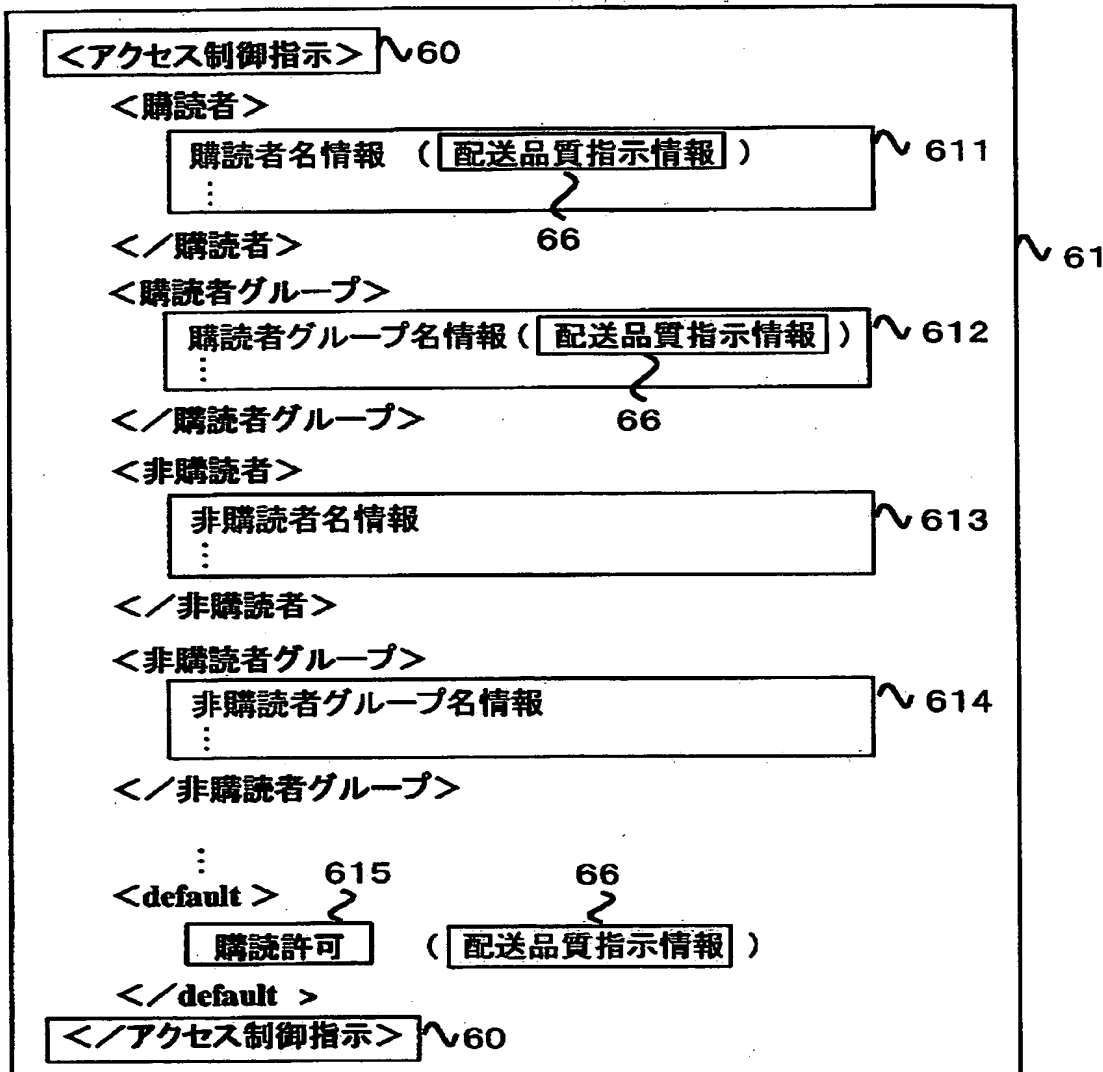 <アクセス制御指示> 60
<購読者>
購読者名情報 (配送品質指示情報) 611
⋮
66
</購読者>
61
<購読者グループ>
購読者グループ名情報(配送品質指示情報) 612
⋮
66
</購読者グループ>
<非購読者>
非購読者名情報 613
⋮
</非購読者>
<非購読者グループ>
非購読者グループ名情報 614
⋮
</非購読者グループ>
⋮
615 66
<default >
購読許可 (配送品質指示情報)
</default >
</アクセス制御指示> 60